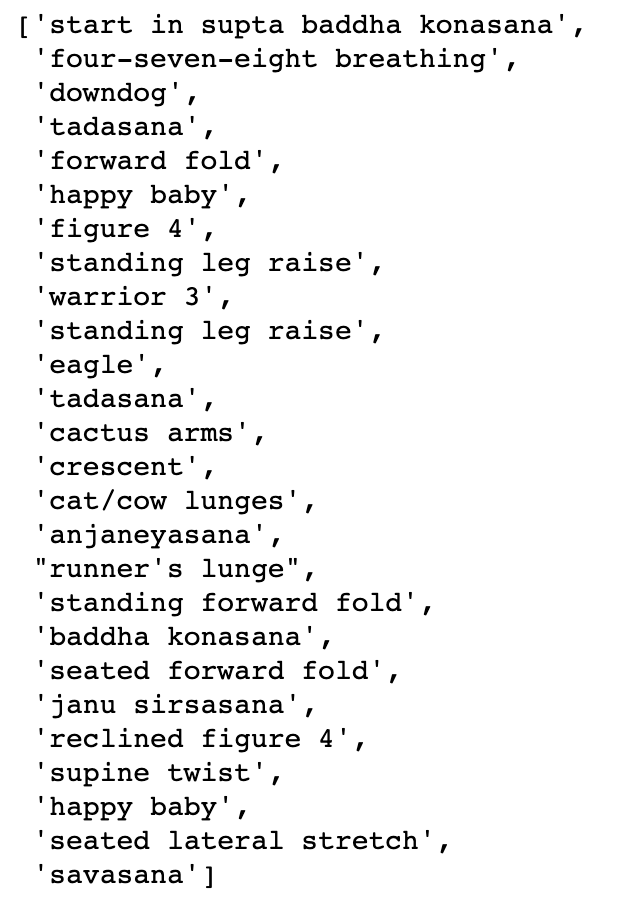 ['start in supta baddha konasana',
'four-seven-eight breathing',
'downdog',
'tadasana',
'forward fold',
'happy baby',
'figure 4',
'standing leg raise',
'warrior 3',
'standing leg raise',
'eagle',
'tadasana',
'cactus arms',
'crescent',
'cat/cow lunges',
'anjaneyasana',
"runner's lunge",
'standing forward fold',
'baddha konasana',
'seated forward fold',
'janu sirsasana',
'reclined figure 4',
'supine twist',
'happy baby',
'seated lateral stretch',
'savasana']